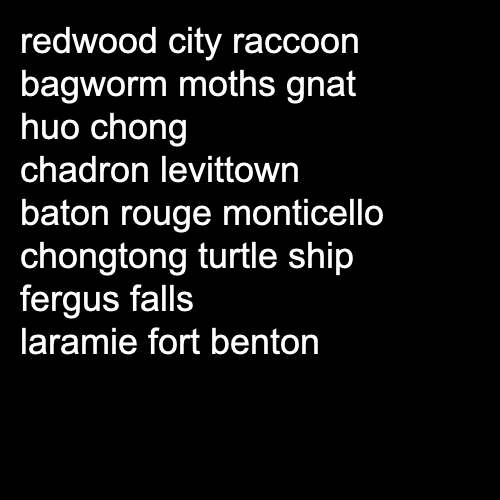 redwood city raccoon
bagworm moths gnat
huo chong
chadron levittown
baton rouge monticello
chongtong turtle ship
fergus falls
laramie fort benton